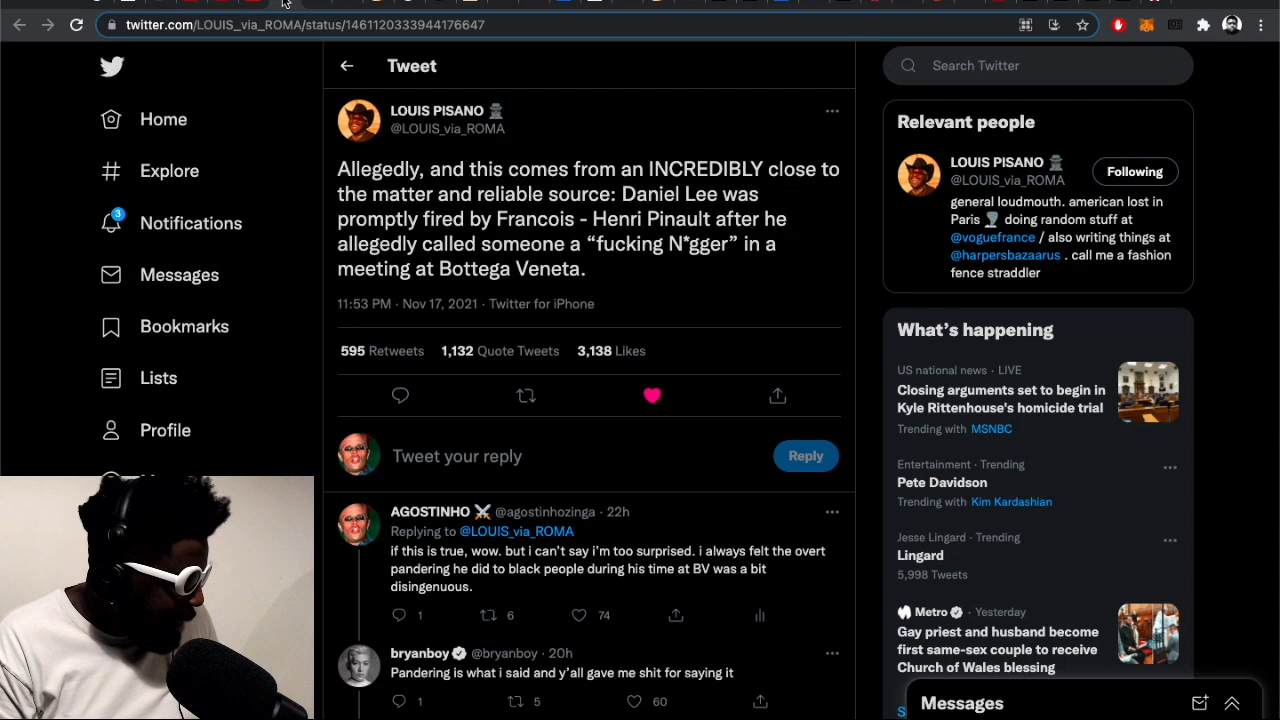 twitter.com/LOUIS_via_ROMA/status/1461120333944176647
Home
Explore
3
Notifications
Messages
Bookmarks
Lists
Profile
Tweet
LOUIS PISANO
@LOUIS_via_ROMA
Allegedly, and this comes from an INCREDIBLY close to
the matter and reliable source: Daniel Lee was
promptly fired by Francois - Henri Pinault after he
allegedly called someone a “fucking N*gger” in a
meeting at Bottega Veneta.
11:53 PM · Nov 17, 2021 · Twitter for iPhone
595 Retweets 1,132 Quote Tweets 3,138 Likes
Tweet your reply
Reply
AGOSTINHO @agostinhozinga · 22h
Replying to @LOUIS_via_ROMA
if this is true, wow. but i can’t say i’m too surprised. i always felt the overt
pandering he did to black people during his time at BV was a bit
disingenuous.
1 6 74
bryanboy @bryanboy · 20h
Pandering is what i said and y’all gave me shit for saying it
1 5 60
Search Twitter
Relevant people
LOUIS PISANO
@LOUIS_via_ROMA
Following
general loudmouth. american lost in
Paris doing random stuff at
@voguefrance / also writing things at
@harpersbazaarus . call me a fashion
fence straddler
What’s happening
US national news · LIVE
Closing arguments set to begin in
Kyle Rittenhouse's homicide trial
Trending with MSNBC
Entertainment · Trending
Pete Davidson
Trending with Kim Kardashian
Jesse Lingard · Trending
Lingard
5,998 Tweets
Metro · Yesterday
Gay priest and husband become
first same-sex couple to receive
Church of Wales blessing
Messages